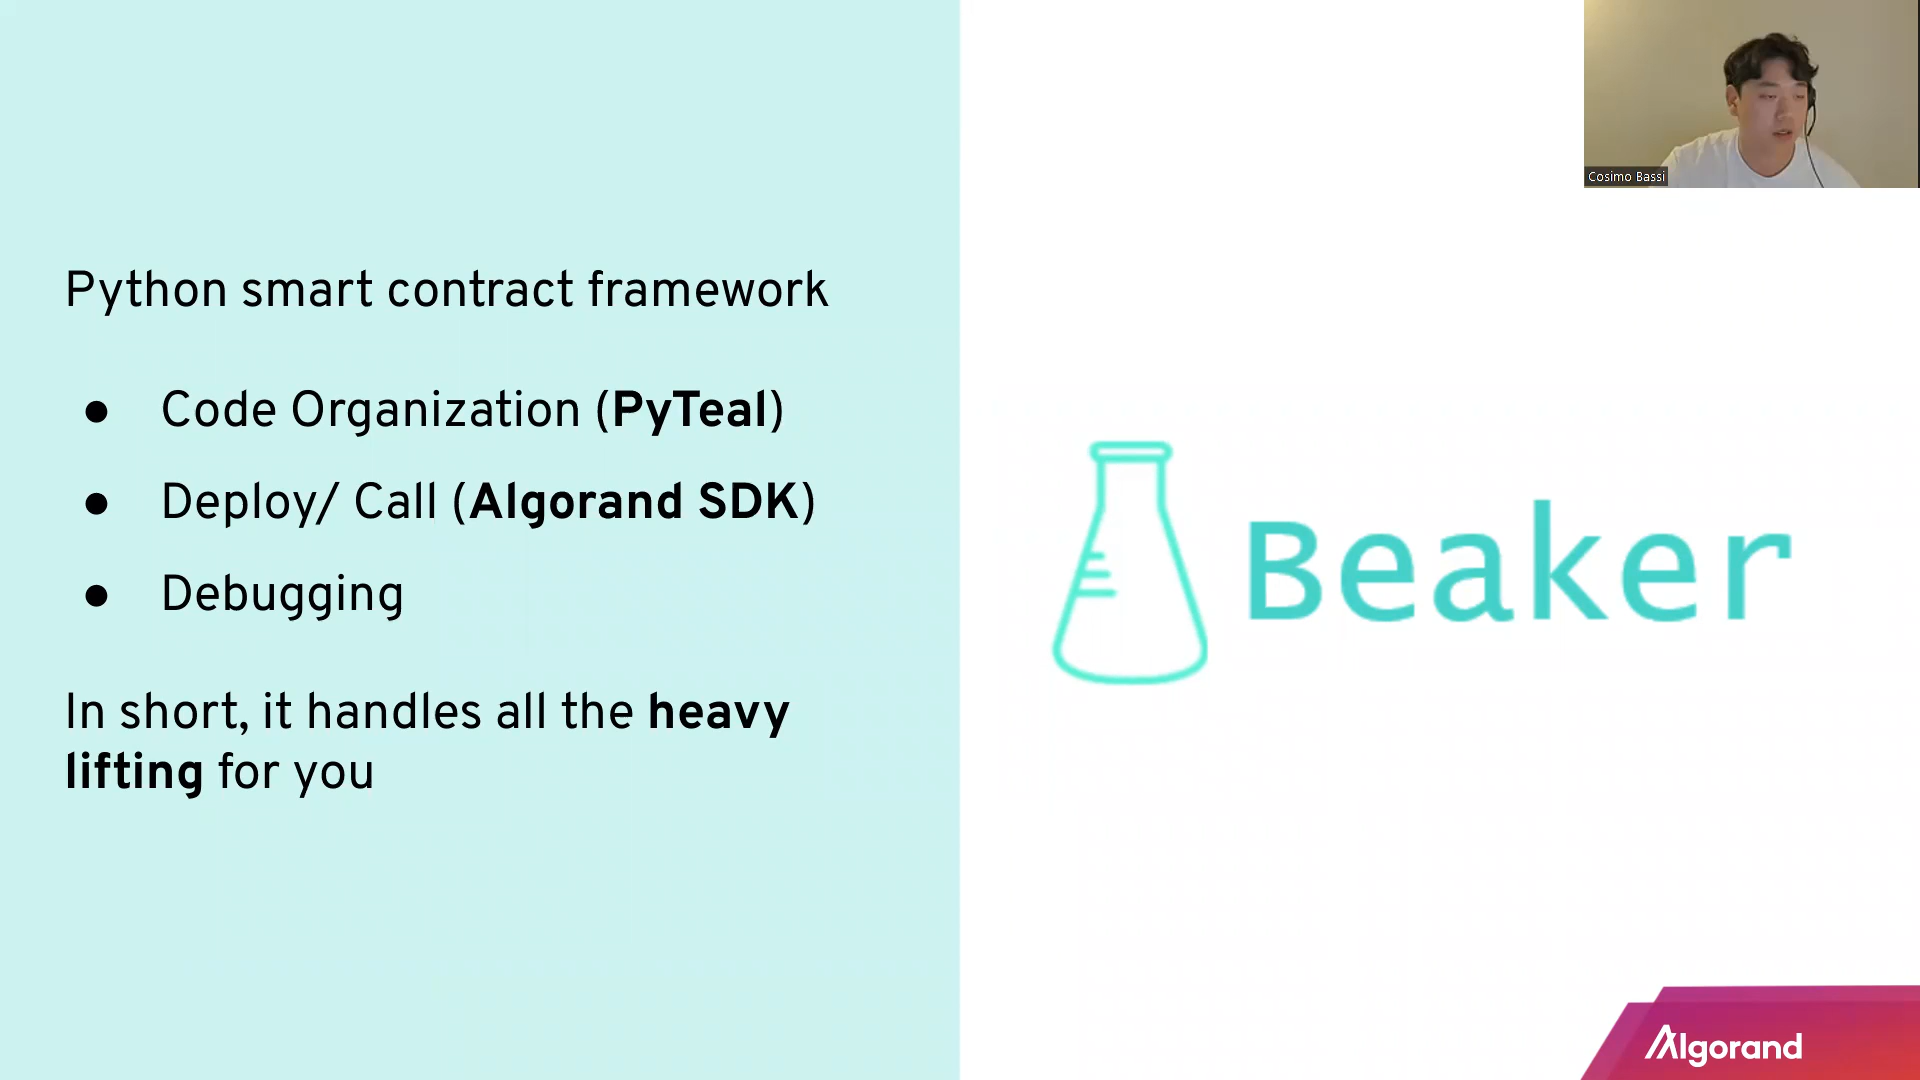 Python smart contract framework
● Code Organization (PyTeal)
● Deploy/ Call (Algorand SDK)
● Debugging
In short, it handles all the heavy
lifting for you
Beaker
Cosimo Bassi
Algorand